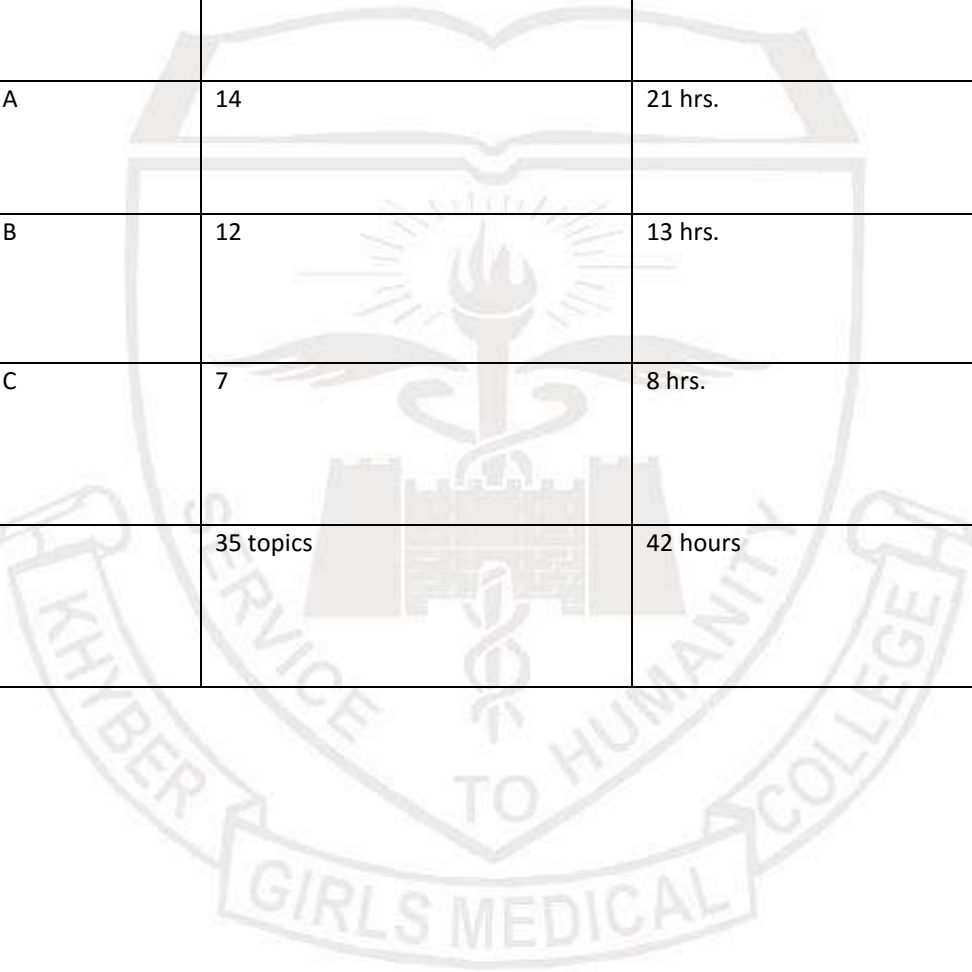 A 14 21 hrs.
B 12 13 hrs.
C 7 8 hrs.
35 topics 42 hours
SERVICE TO HUMANITY
KHYBER GIRLS MEDICAL COLLEGE